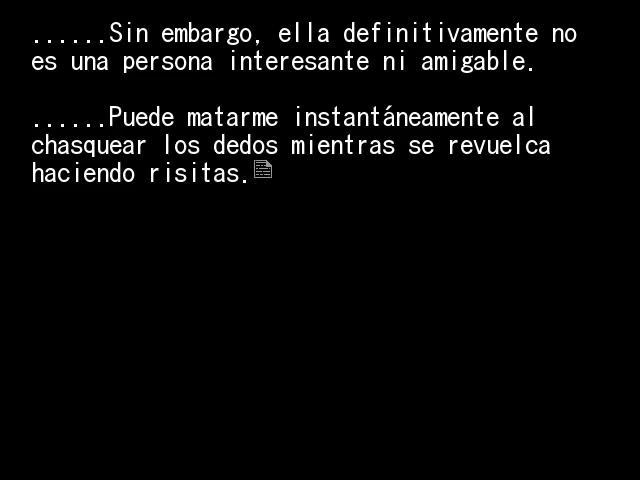 ......Sin embargo, ella definitivamente no
es una persona interesante ni amigable.
......Puede matarme instantáneamente al
chasquear los dedos mientras se revuelca
haciendo risitas.